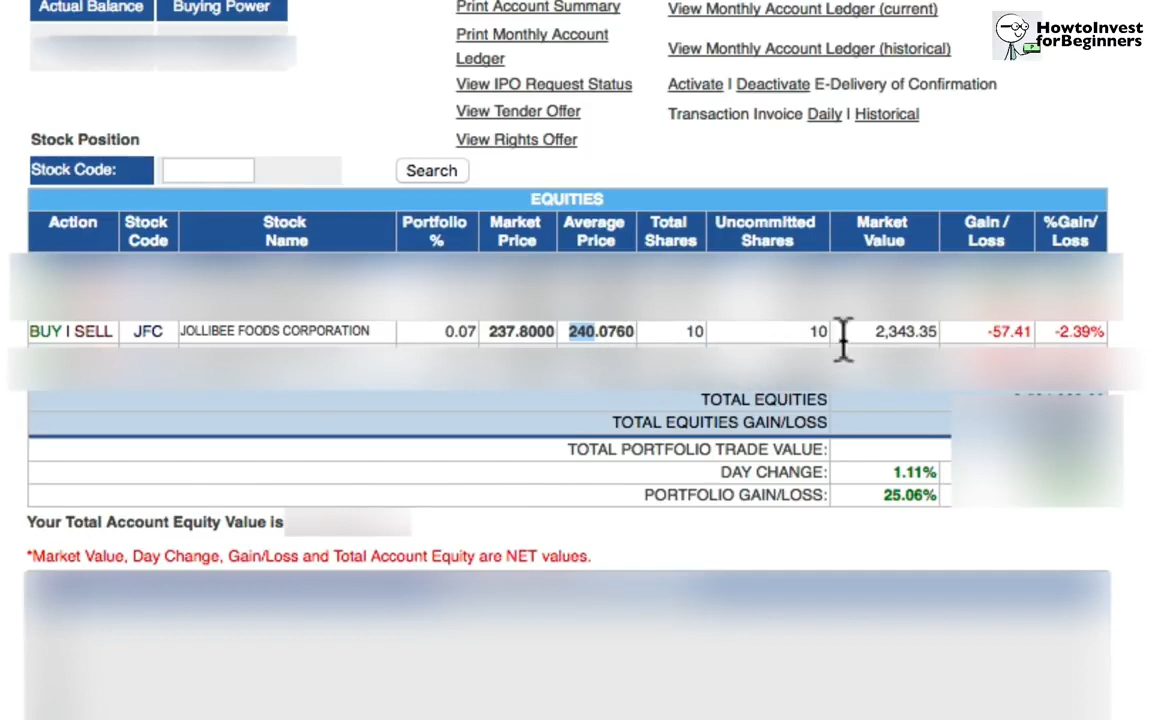 Actual Balance Buying Power
Print Account Summary
View Monthly Account Ledger (current)
HowtoInvest
forBeginners
Print Monthly Account
Ledger
View Monthly Account Ledger (historical)
View IPO Request Status
Activate | Deactivate E-Delivery of Confirmation
View Tender Offer
Transaction Invoice Daily | Historical
View Rights Offer
Stock Position
Stock Code: Search
EQUITIES
Action Stock Code Stock Name Portfolio % Market Price Average Price Total Shares Uncommitted Shares Market Value Gain / Loss %Gain/ Loss
BUY | SELL JFC JOLLIBEE FOODS CORPORATION 0.07 237.8000 240.0760 10 10 2,343.35 -57.41 -2.39%
TOTAL EQUITIES
TOTAL EQUITIES GAIN/LOSS
TOTAL PORTFOLIO TRADE VALUE:
DAY CHANGE: 1.11%
PORTFOLIO GAIN/LOSS: 25.06%
Your Total Account Equity Value is
*Market Value, Day Change, Gain/Loss and Total Account Equity are NET values.